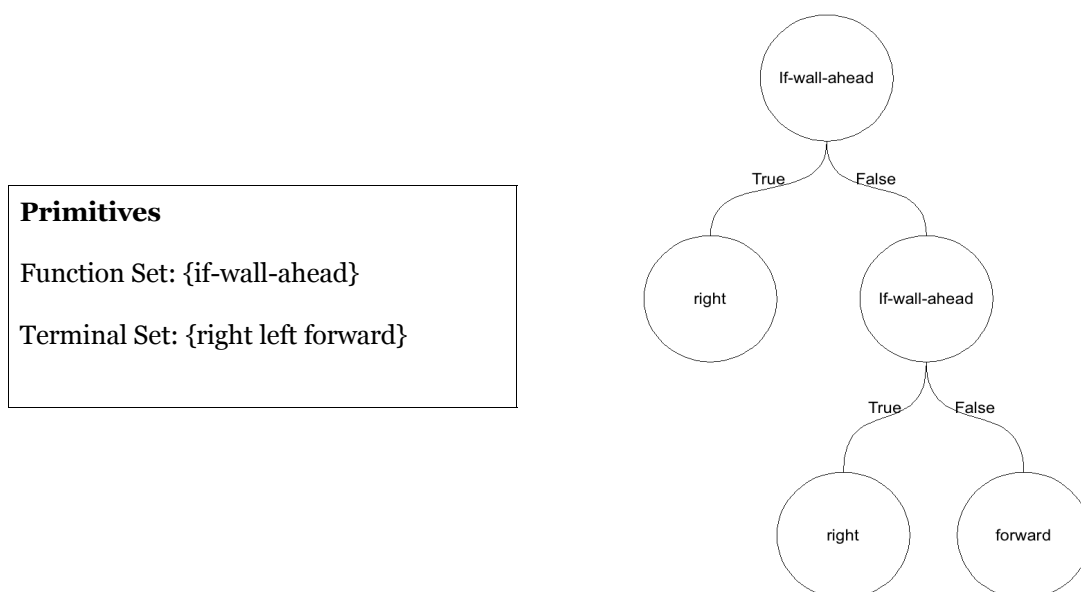 Primitives
Function Set: {if-wall-ahead}
Terminal Set: {right left forward}
If-wall-ahead
True
False
right
If-wall-ahead
True
False
right
forward